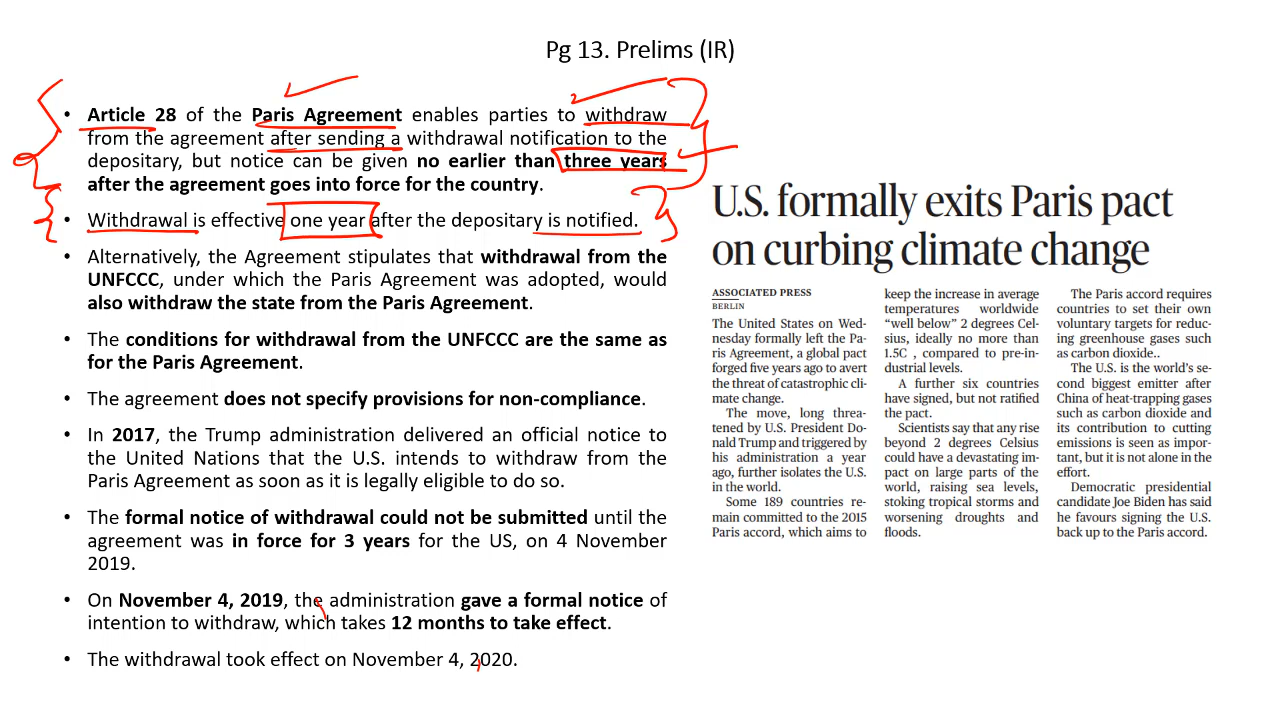 Pg 13. Prelims (IR)
• Article 28 of the Paris Agreement enables parties to withdraw
from the agreement after sending a withdrawal notification to the
depositary, but notice can be given no earlier than three years
after the agreement goes into force for the country.
• Withdrawal is effective one year after the depositary is notified.
• Alternatively, the Agreement stipulates that withdrawal from the
UNFCCC, under which the Paris Agreement was adopted, would
also withdraw the state from the Paris Agreement.
• The conditions for withdrawal from the UNFCCC are the same as
for the Paris Agreement.
• The agreement does not specify provisions for non-compliance.
• In 2017, the Trump administration delivered an official notice to
the United Nations that the U.S. intends to withdraw from the
Paris Agreement as soon as it is legally eligible to do so.
• The formal notice of withdrawal could not be submitted until the
agreement was in force for 3 years for the US, on 4 November
2019.
• On November 4, 2019, the administration gave a formal notice of
intention to withdraw, which takes 12 months to take effect.
• The withdrawal took effect on November 4, 2020.
U.S. formally exits Paris pact
on curbing climate change
ASSOCIATED PRESS
BERLIN
The United States on Wed-
nesday formally left the Pa-
ris Agreement, a global pact
forged five years ago to avert
the threat of catastrophic cli-
mate change.
The move, long threa-
tened by U.S. President Do-
nald Trump and triggered by
his administration a year
ago, further isolates the U.S.
in the world.
Some 189 countries re-
main committed to the 2015
Paris accord, which aims to
keep the increase in average
temperatures worldwide
“well below” 2 degrees Cel-
sius, ideally no more than
1.5C , compared to pre-in-
dustrial levels.
A further six countries
have signed, but not ratified
the pact.
Scientists say that any rise
beyond 2 degrees Celsius
could have a devastating im-
pact on large parts of the
world, raising sea levels,
stoking tropical storms and
worsening droughts and
floods.
The Paris accord requires
countries to set their own
voluntary targets for reduc-
ing greenhouse gases such
as carbon dioxide..
The U.S. is the world's se-
cond biggest emitter after
China of heat-trapping gases
such as carbon dioxide and
its contribution to cutting
emissions is seen as impor-
tant, but it is not alone in the
effort.
Democratic presidential
candidate Joe Biden has said
he favours signing the U.S.
back up to the Paris accord.